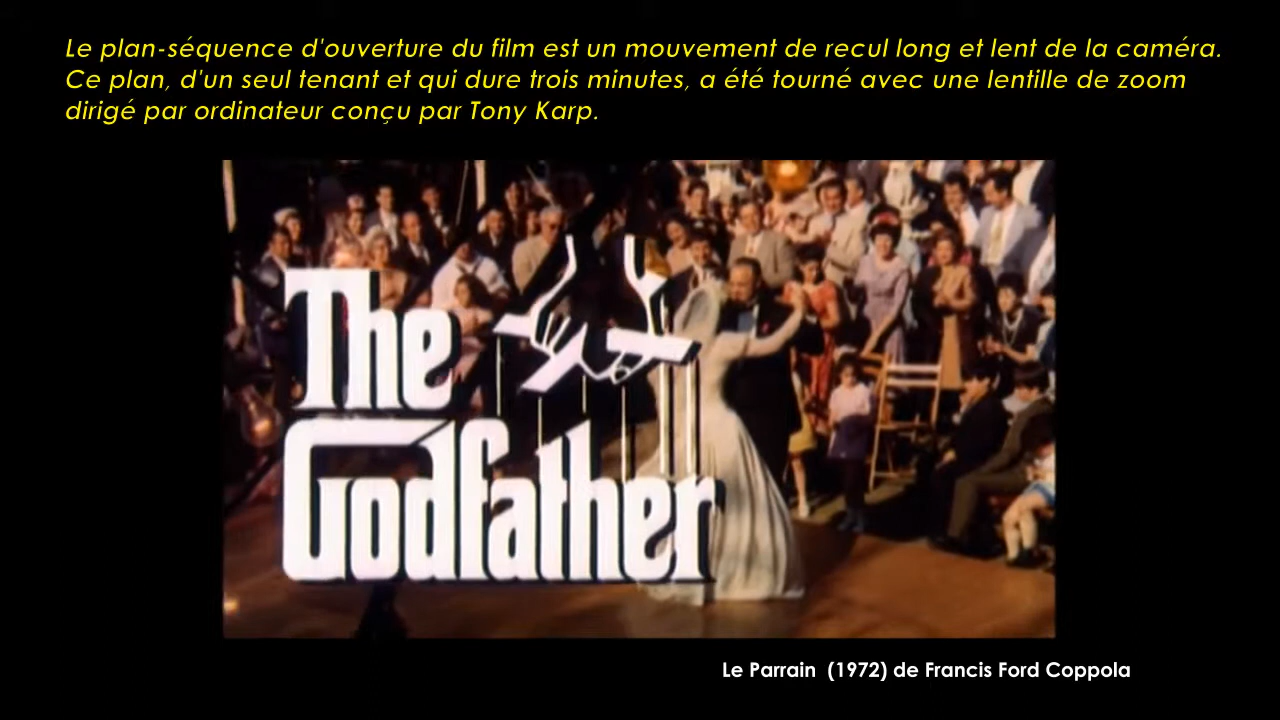 Le plan-séquence d'ouverture du film est un mouvement de recul long et lent de la caméra.
Ce plan, d'un seul tenant et qui dure trois minutes, a été tourné avec une lentille de zoom
dirigé par ordinateur conçu par Tony Karp.
The
Godfather
Le Parrain (1972) de Francis Ford Coppola